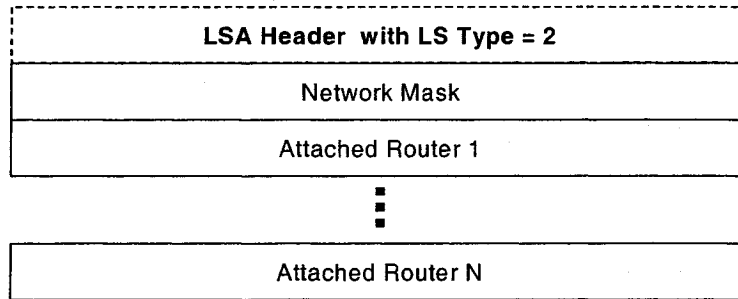 LSA Header with LS Type = 2
Network Mask
Attached Router 1
Attached Router N